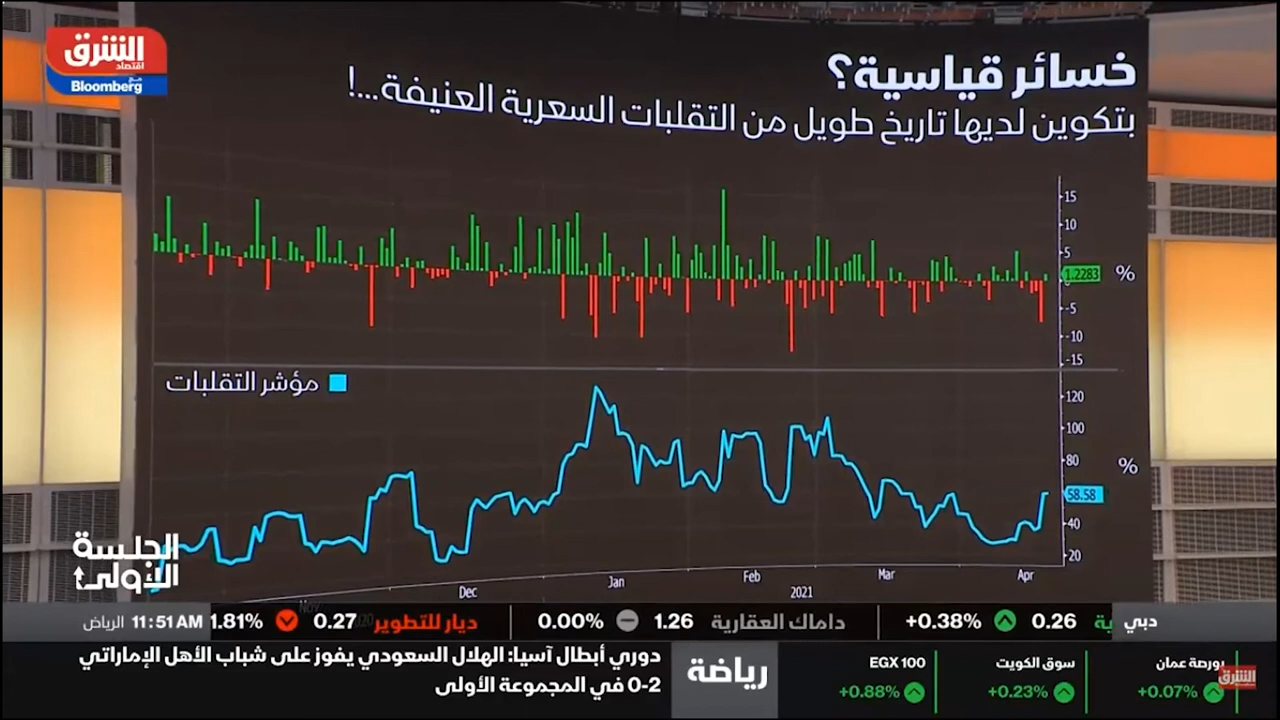 الشرق
اقتصاد
مع
Bloomberg
خسائر قياسية؟
بتكوين لديها تاريخ طويل من التقلبات السعرية العنيفة...!
15
10
5
1.2283
%
-5
-10
-15
مؤشر التقلبات
120
100
80
%
58.58
40
20
Nov
Dec
Jan
Feb
Mar
Apr
2021
الجلسة
الأولى
دبي
0.26 +0.38%
داماك العقارية 1.26 0.00%
ديار للتطوير 0.27 1.81%
11:51 AM الرياض
بورصة عمان
+0.07%
سوق الكويت
+0.23%
EGX 100
+0.88%
رياضة
دوري أبطال آسيا: الهلال السعودي يفوز على شباب الأهل الإماراتي
2-0 في المجموعة الأولى
الشرق